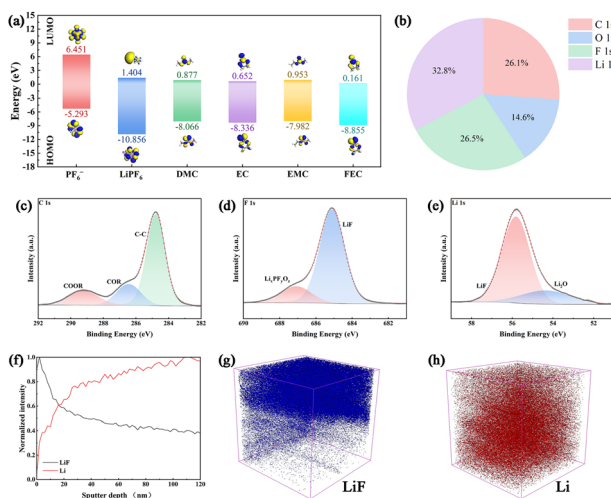 (a)
LUMO
HOMO
Energy (eV)
15
12
9
6
3
0
-3
-6
-9
-12
-15
-18
6.451
1.404
0.877
0.652
0.953
0.161
-5.293
-10.856
-8.066
-8.336
-7.982
-8.855
PF₆⁻
LiPF₆
DMC
EC
EMC
FEC
(b)
32.8%
26.1%
14.6%
26.5%
C 1s
O 1s
F 1s
Li 1
(c)
C 1s
C-C
COR
COOR
Intensity (a.u.)
292 290 288 286 284 282
Binding Energy (eV)
(d)
F 1s
LiF
LiₓPFᵧO_z
Intensity (a.u.)
690 688 686 684 682
Binding Energy (eV)
(e)
Li 1s
LiF
Li₂O
Intensity (a.u.)
58 56 54 52
Binding Energy (eV)
(f)
Normalized intensity
1.0
0.8
0.6
0.4
0.2
0.0
LiF
Li
0 20 40 60 80 100 120
Sputter depth （nm）
(g)
LiF
(h)
Li